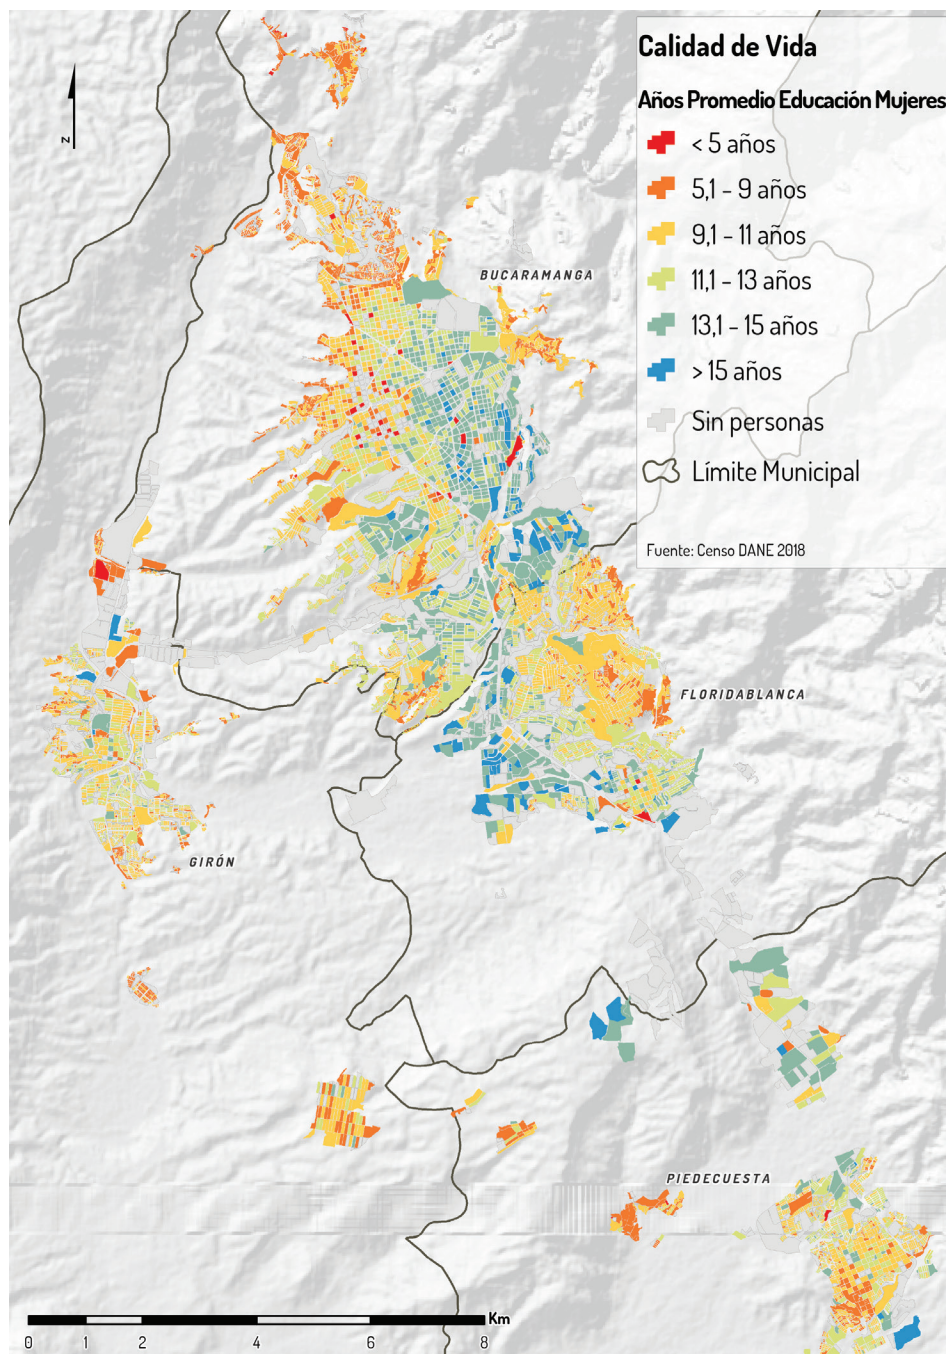 Calidad de Vida
Años Promedio Educación Mujeres
< 5 años
5,1 - 9 años
9,1 - 11 años
11,1 - 13 años
13,1 - 15 años
> 15 años
Sin personas
Límite Municipal
Fuente: Censo DANE 2018
N
BUCARAMANGA
FLORIDABLANCA
GIRÓN
PIEDECUESTA
Km
0 1 2 4 6 8